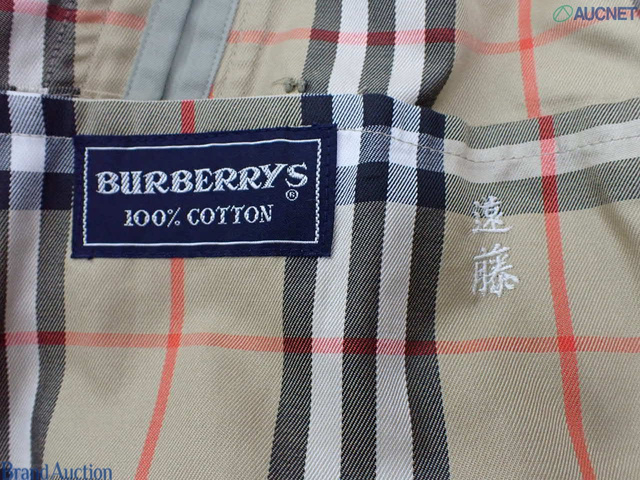 AUCNET
BURBERRYS®
100% COTTON
遠藤
Brand Auction